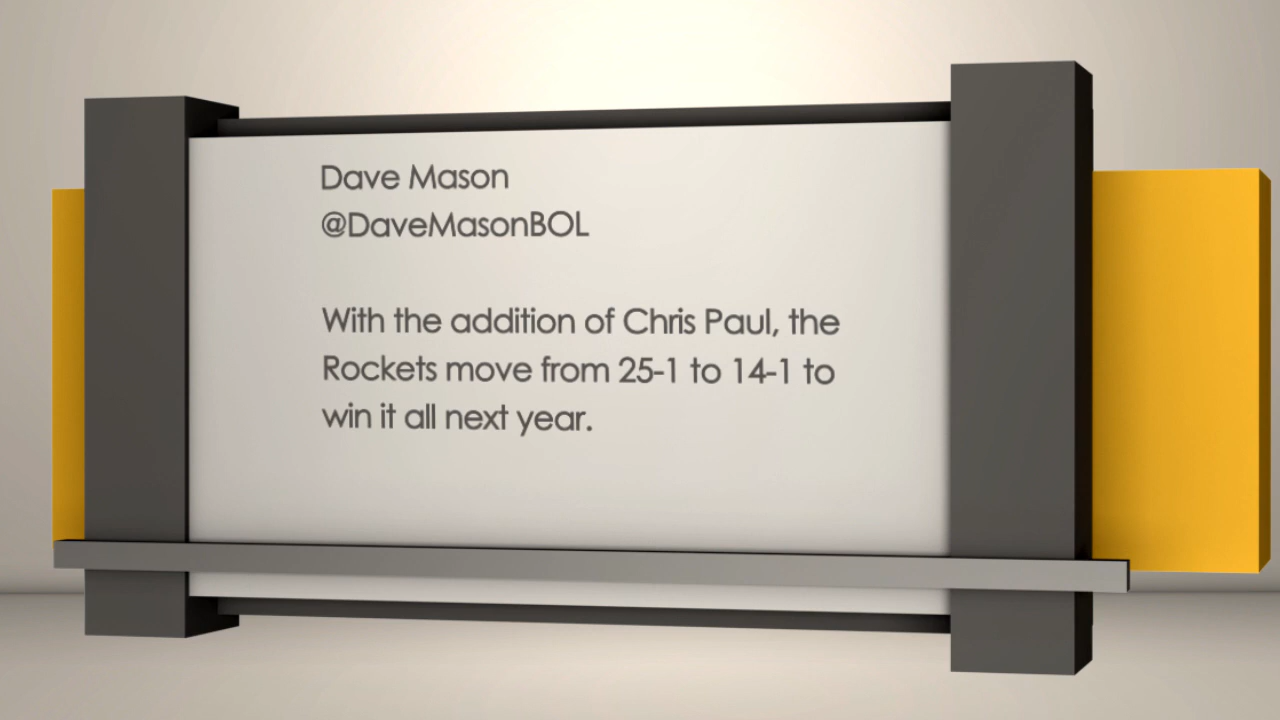 Dave Mason
@DaveMasonBOL
With the addition of Chris Paul, the
Rockets move from 25-1 to 14-1 to
win it all next year.